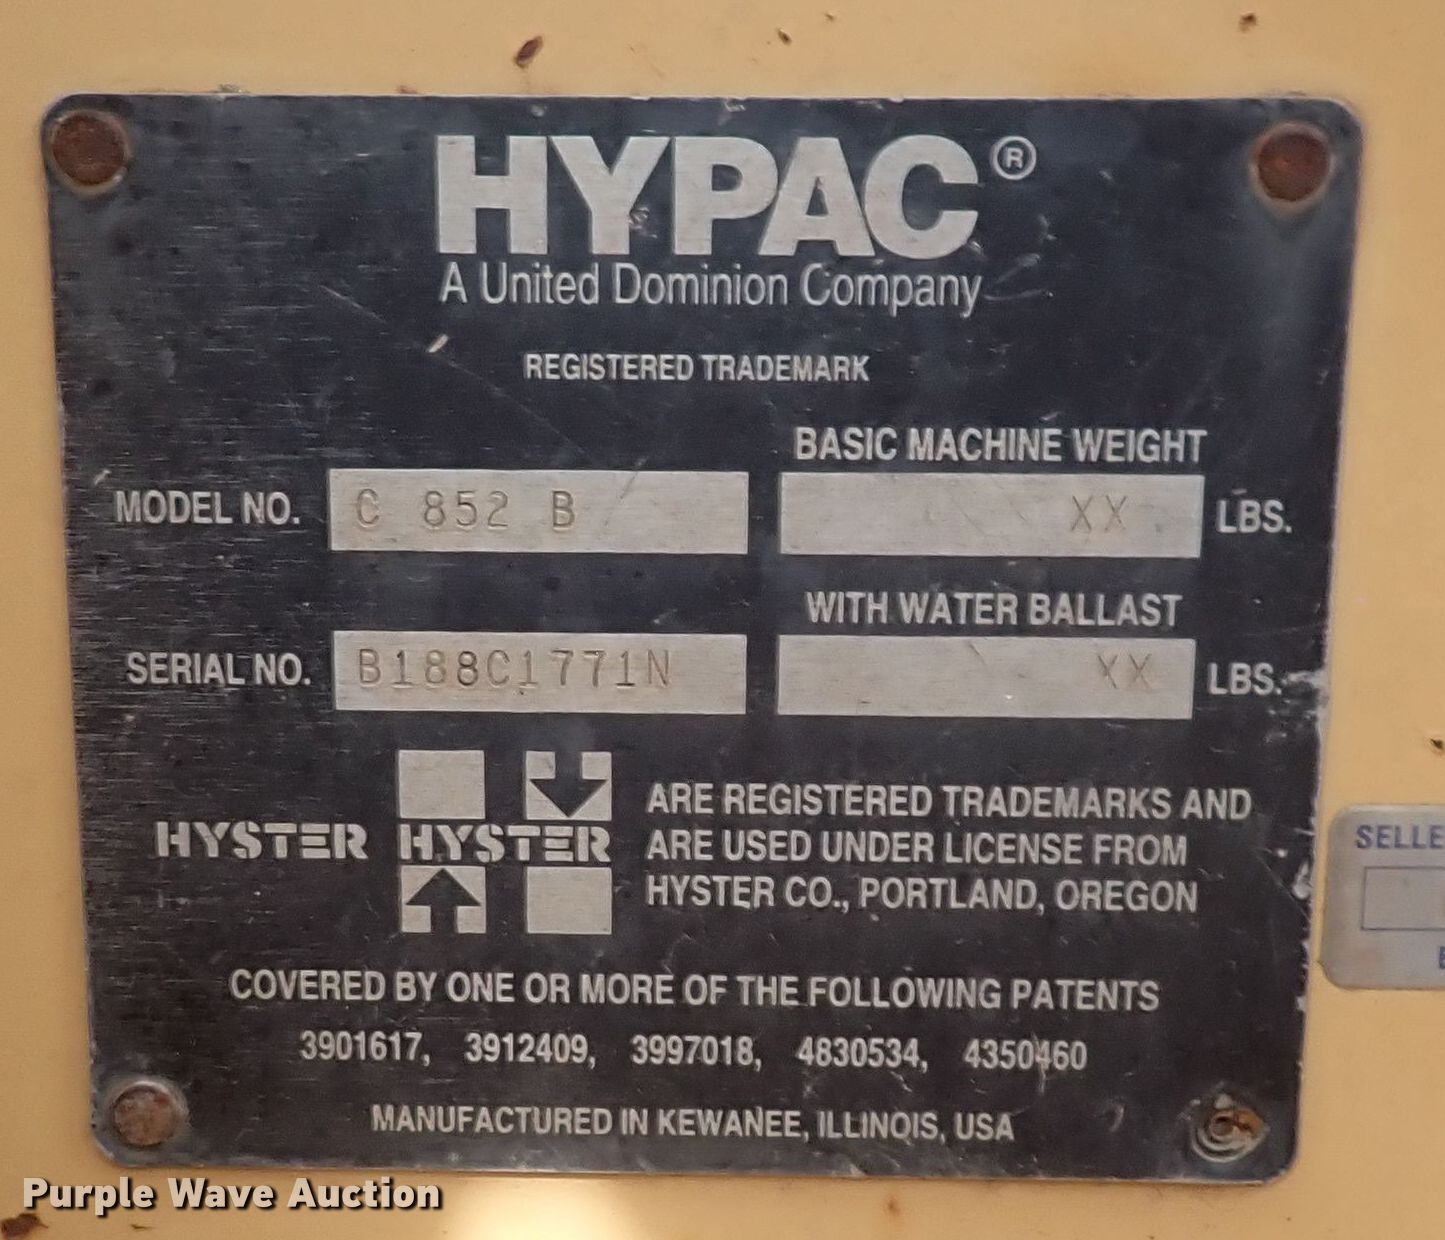 HYPAC®
A United Dominion Company
REGISTERED TRADEMARK
BASIC MACHINE WEIGHT
MODEL NO. C 852 B XX LBS.
WITH WATER BALLAST
SERIAL NO. B188C1771N XX LBS.
HYSTER HYSTER
ARE REGISTERED TRADEMARKS AND
ARE USED UNDER LICENSE FROM
HYSTER CO., PORTLAND, OREGON
COVERED BY ONE OR MORE OF THE FOLLOWING PATENTS
3901617, 3912409, 3997018, 4830534, 4350460
MANUFACTURED IN KEWANEE, ILLINOIS, USA
SELLE
Purple Wave Auction